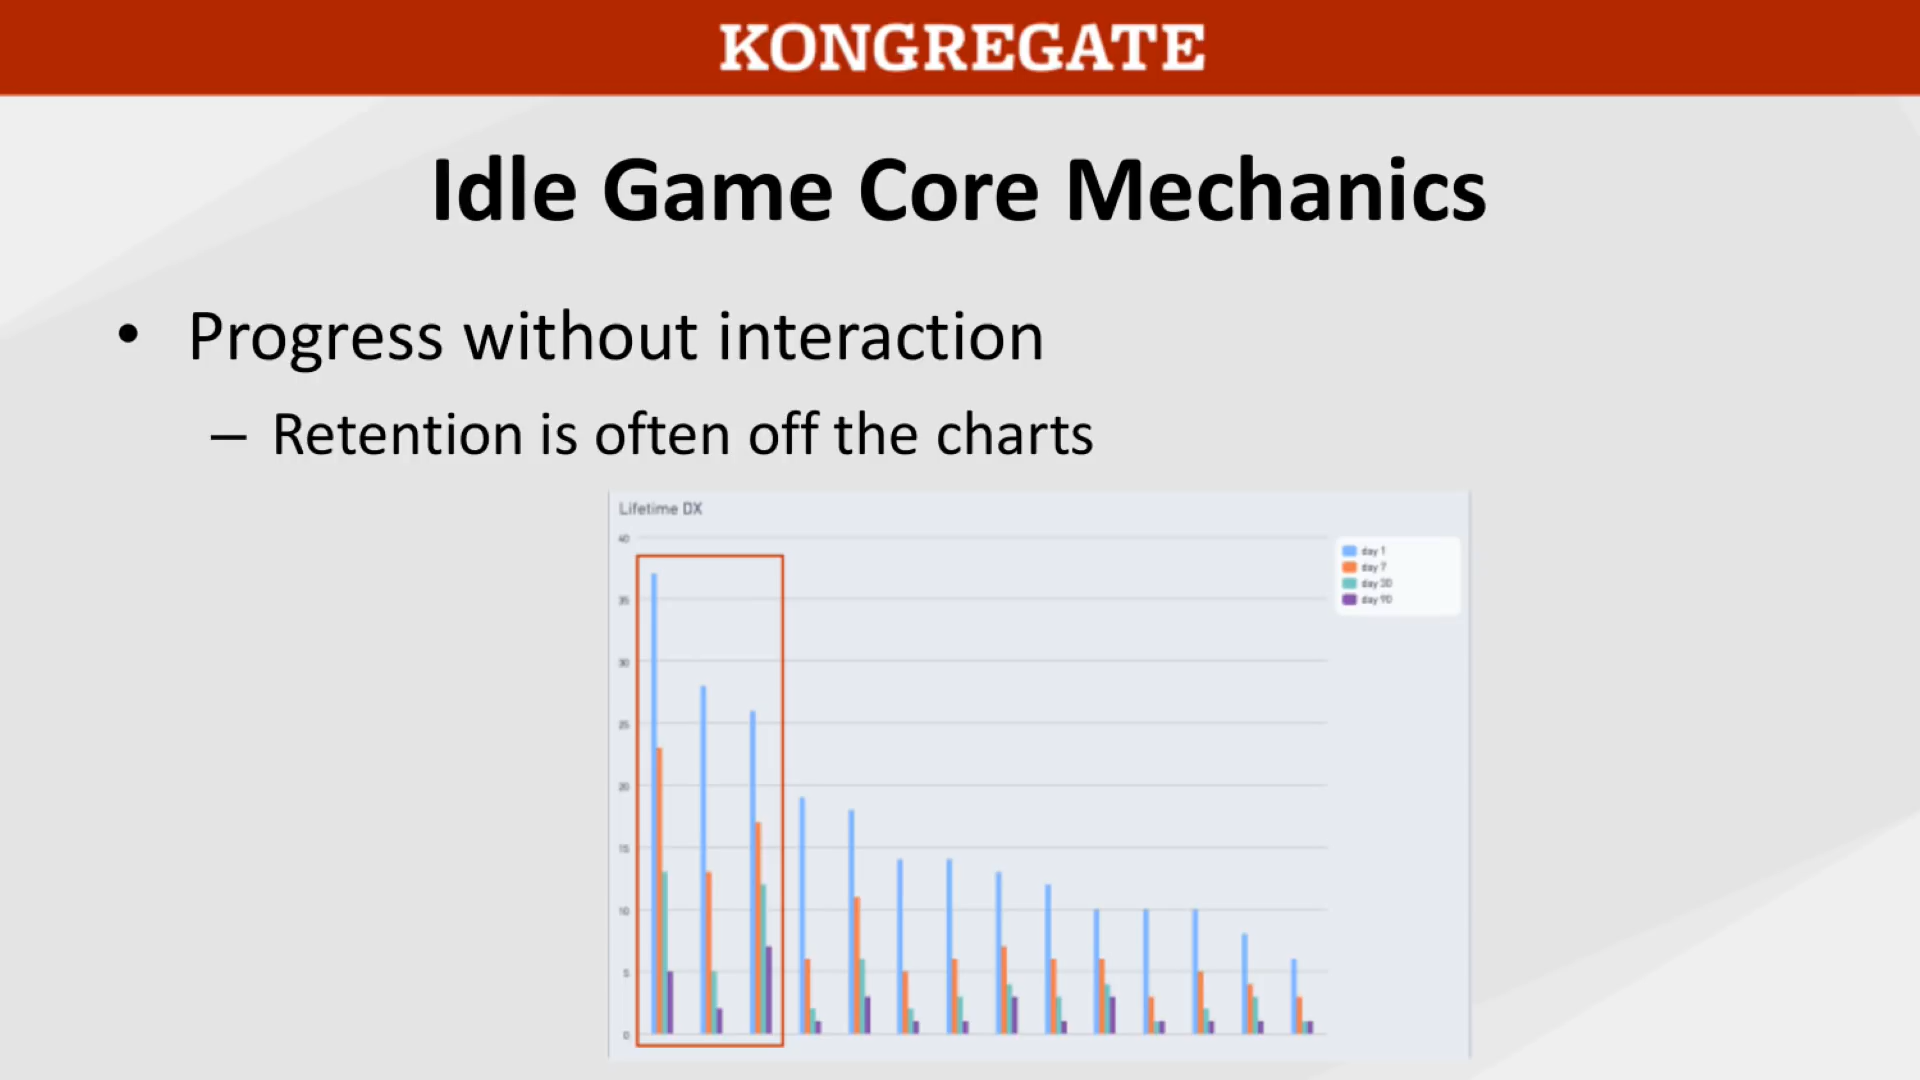 KONGREGATE
Idle Game Core Mechanics
• Progress without interaction
– Retention is often off the charts
Lifetime DX
40
35
30
25
20
15
10
5
0
day 1
day 7
day 30
day 90